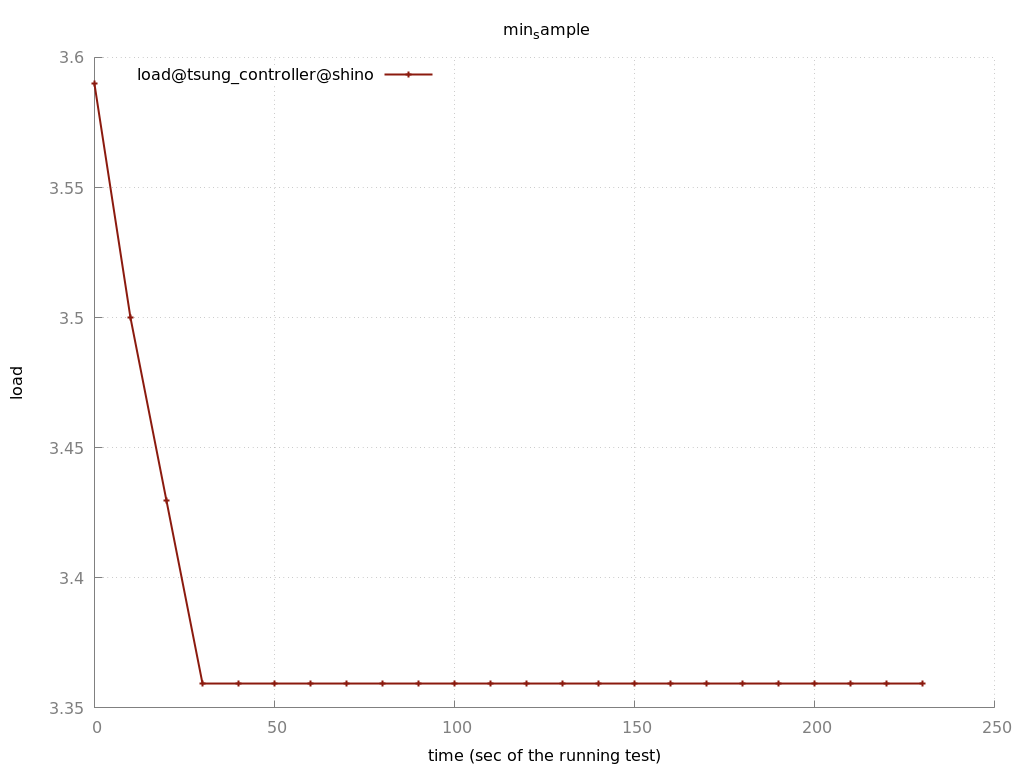 minsample
3.6
load@tsung_controller@shino
3.55
3.5
3.45
load
3.4
3.35
0 50 100 150 200 250
time (sec of the running test)